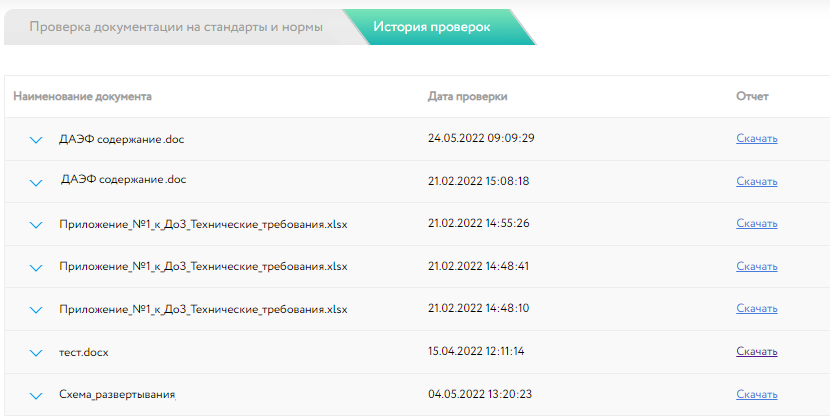 Проверка документации на стандарты и нормы
История проверок
Наименование документа Дата проверки Отчет
ДАЭФ содержание.doc 24.05.2022 09:09:29 Скачать
ДАЭФ содержание.doc 21.02.2022 15:08:18 Скачать
Приложение_№1_к_ДоЗ_Технические_требования.xlsx 21.02.2022 14:55:26 Скачать
Приложение_№1_к_ДоЗ_Технические_требования.xlsx 21.02.2022 14:48:41 Скачать
Приложение_№1_к_ДоЗ_Технические_требования.xlsx 21.02.2022 14:48:10 Скачать
тест.docx 15.04.2022 12:11:14 Скачать
Схема_развертывания 04.05.2022 13:20:23 Скачать